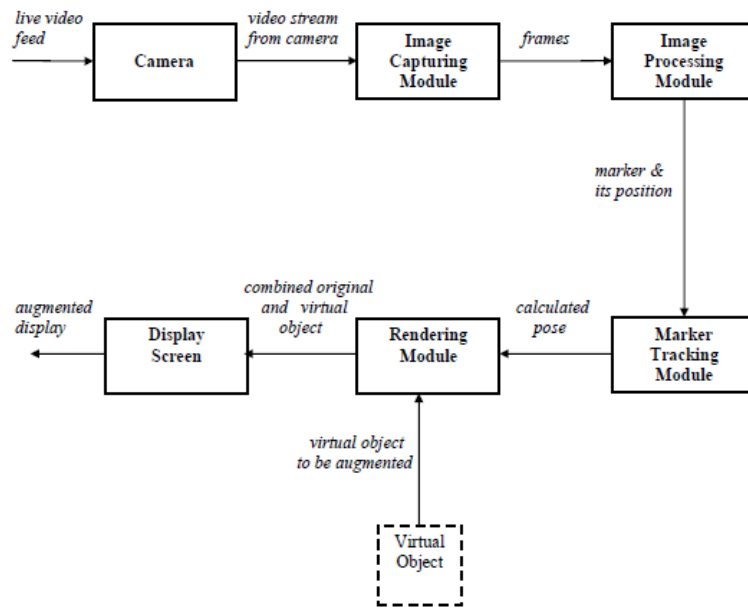 live video
feed
Camera
video stream
from camera
Image
Capturing
Module
frames
Image
Processing
Module
marker &
its position
augmented
display
Display
Screen
combined original
and virtual
object
Rendering
Module
calculated
pose
Marker
Tracking
Module
virtual object
to be augmented
Virtual
Object